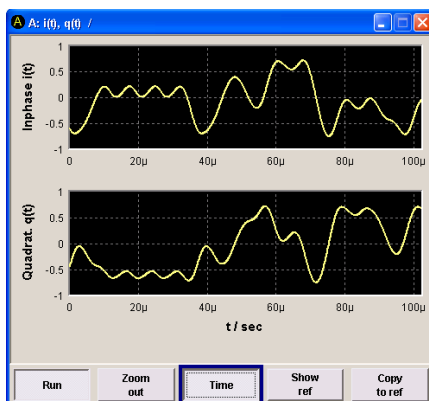 A A: i(t), q(t) /
Inphase i(t)
1
0.5
0
-0.5
-1
0 20µ 40µ 60µ 80µ 100µ
Quadrat. q(t)
1
0.5
0
-0.5
-1
0 20µ 40µ 60µ 80µ 100µ
t / sec
Run
Zoom
out
Time
Show
ref
Copy
to ref